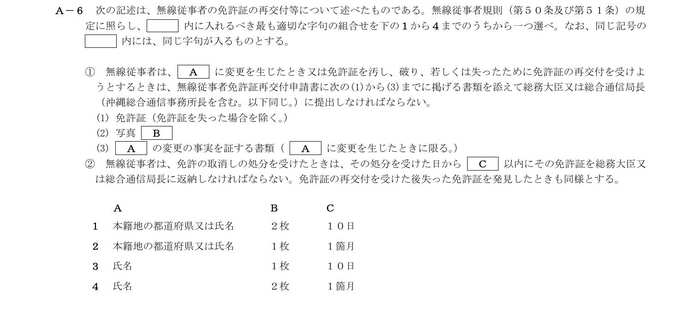 A－6　次の記述は、無線従事者の免許証の再交付等について述べたものである。無線従事者規則（第50条及び第51条）の規
定に照らし、　　　内に入れるべき最も適切な字句の組合せを下の1から4までのうちから一つ選べ。なお、同じ記号の
　　　内には、同じ字句が入るものとする。
①　無線従事者は、 A に変更を生じたとき又は免許証を汚し、破り、若しくは失ったために免許証の再交付を受けよ
うとするときは、無線従事者免許証再交付申請書に次の(1)から(3)までに掲げる書類を添えて総務大臣又は総合通信局長
（沖縄総合通信事務所長を含む。以下同じ。）に提出しなければならない。
(1)　免許証（免許証を失った場合を除く。）
(2)　写真 B
(3)　A の変更の事実を証する書類（ A に変更を生じたときに限る。）
②　無線従事者は、免許の取消しの処分を受けたときは、その処分を受けた日から C 以内にその免許証を総務大臣又
は総合通信局長に返納しなければならない。免許証の再交付を受けた後失った免許証を発見したときも同様とする。
A　B　C
1　本籍地の都道府県又は氏名　2枚　10日
2　本籍地の都道府県又は氏名　1枚　1箇月
3　氏名　1枚　10日
4　氏名　2枚　1箇月